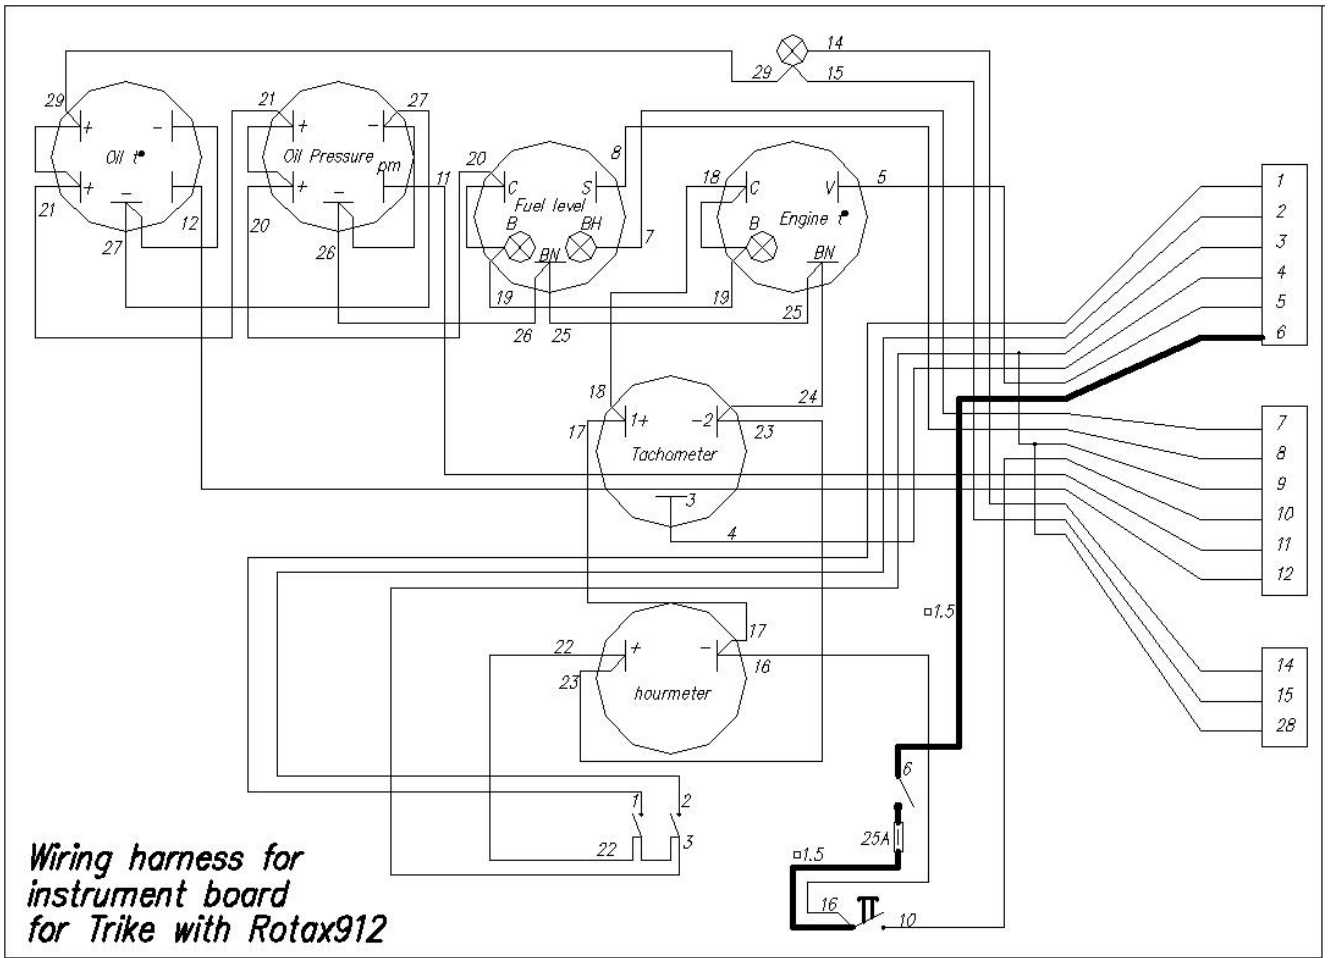 14
29 15
29 21 27
+ - + -
Oil t° Oil Pressure pm 11 20 8 18 5
+ - + -
C S C V
Fuel level Engine t°
B BH B
21 12 20 7
27 26 BN BN
19 19
26 25 25
1
2
3
4
5
6
18 24
17 1+ -2 23
Tachometer
3
4
7
8
9
10
11
12
□1.5
17
22 + - 16
23
hourmeter
14
15
28
6
1 2
22 3
25A
□1.5
16 10
Wiring harness for
instrument board
for Trike with Rotax912